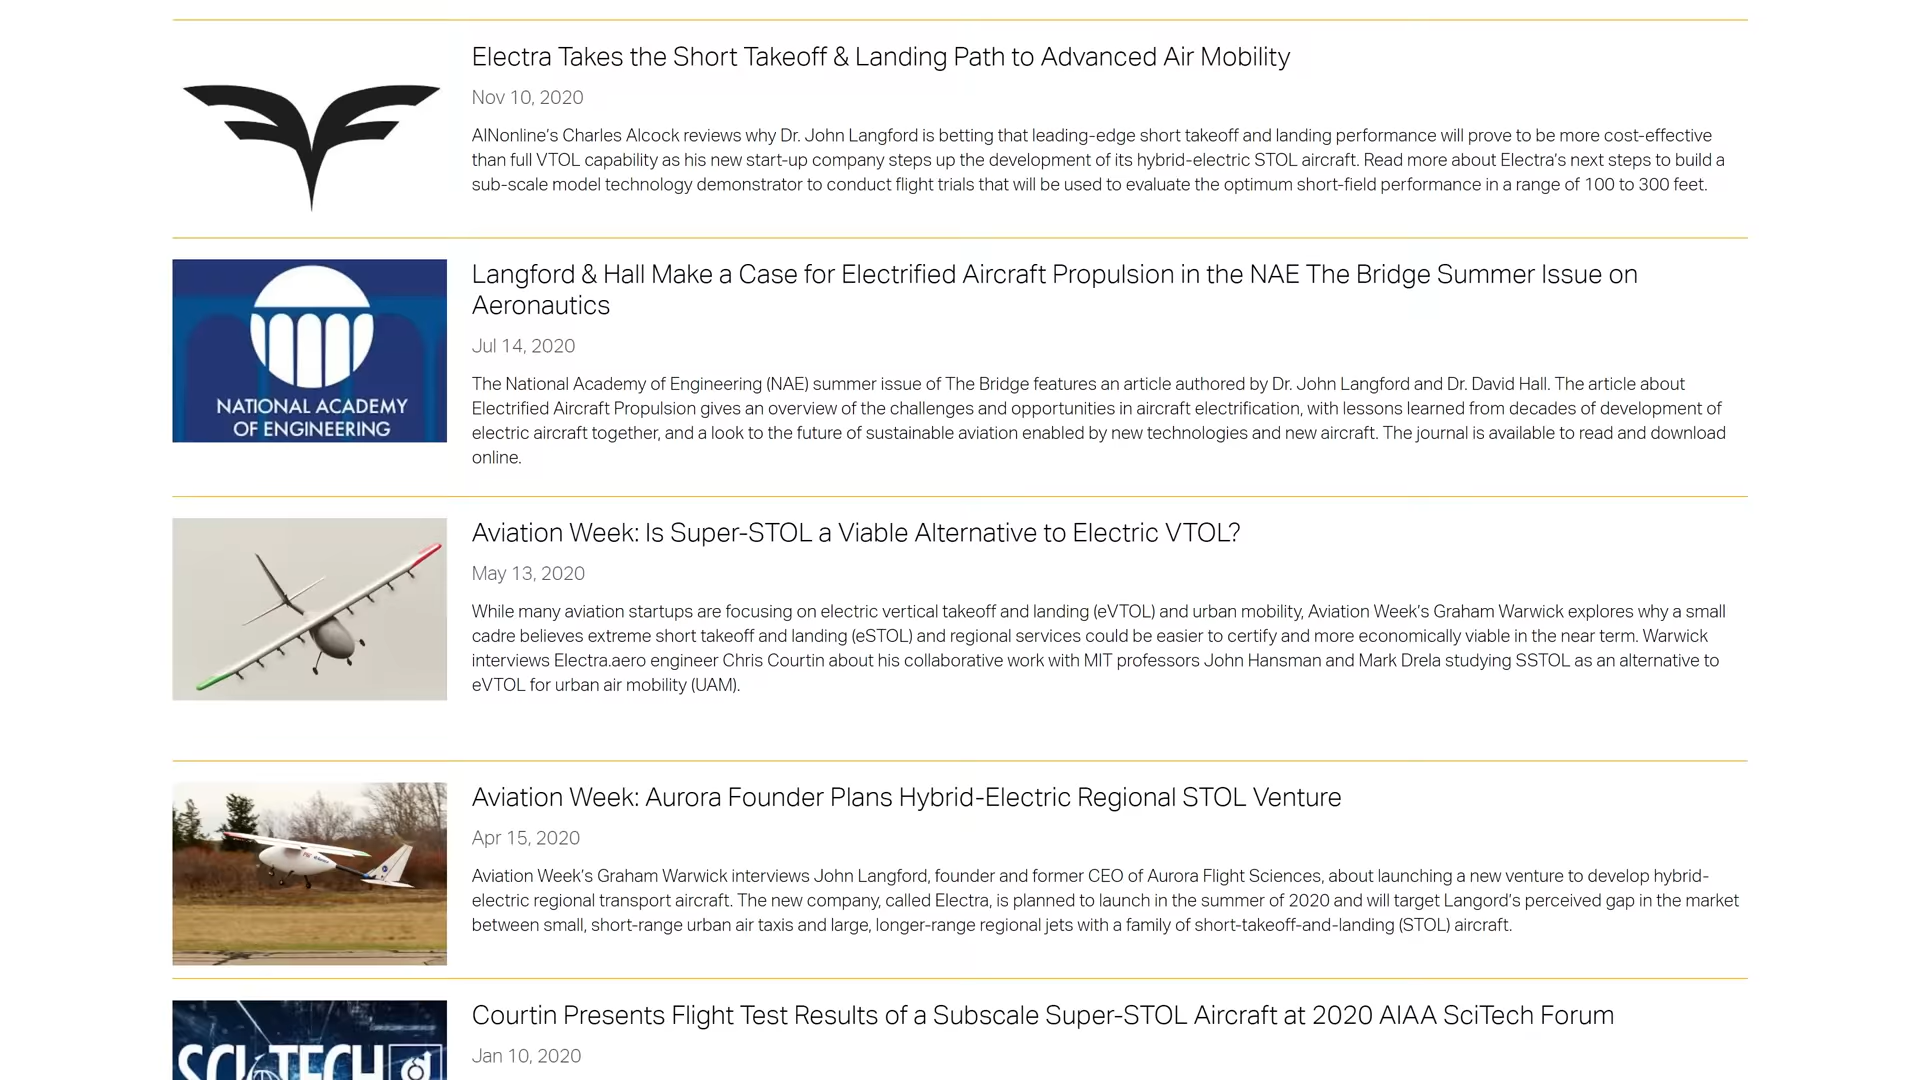 Electra Takes the Short Takeoff & Landing Path to Advanced Air Mobility
Nov 10, 2020
AINonline’s Charles Alcock reviews why Dr. John Langford is betting that leading-edge short takeoff and landing performance will prove to be more cost-effective
than full VTOL capability as his new start-up company steps up the development of its hybrid-electric STOL aircraft. Read more about Electra’s next steps to build a
sub-scale model technology demonstrator to conduct flight trials that will be used to evaluate the optimum short-field performance in a range of 100 to 300 feet.
NATIONAL ACADEMY
OF ENGINEERING
Langford & Hall Make a Case for Electrified Aircraft Propulsion in the NAE The Bridge Summer Issue on
Aeronautics
Jul 14, 2020
The National Academy of Engineering (NAE) summer issue of The Bridge features an article authored by Dr. John Langford and Dr. David Hall. The article about
Electrified Aircraft Propulsion gives an overview of the challenges and opportunities in aircraft electrification, with lessons learned from decades of development of
electric aircraft together, and a look to the future of sustainable aviation enabled by new technologies and new aircraft. The journal is available to read and download
online.
Aviation Week: Is Super-STOL a Viable Alternative to Electric VTOL?
May 13, 2020
While many aviation startups are focusing on electric vertical takeoff and landing (eVTOL) and urban mobility, Aviation Week’s Graham Warwick explores why a small
cadre believes extreme short takeoff and landing (eSTOL) and regional services could be easier to certify and more economically viable in the near term. Warwick
interviews Electra.aero engineer Chris Courtin about his collaborative work with MIT professors John Hansman and Mark Drela studying SSTOL as an alternative to
eVTOL for urban air mobility (UAM).
Aviation Week: Aurora Founder Plans Hybrid-Electric Regional STOL Venture
Apr 15, 2020
Aviation Week’s Graham Warwick interviews John Langford, founder and former CEO of Aurora Flight Sciences, about launching a new venture to develop hybrid-
electric regional transport aircraft. The new company, called Electra, is planned to launch in the summer of 2020 and will target Langord’s perceived gap in the market
between small, short-range urban air taxis and large, longer-range regional jets with a family of short-takeoff-and-landing (STOL) aircraft.
SCITECH
Courtin Presents Flight Test Results of a Subscale Super-STOL Aircraft at 2020 AIAA SciTech Forum
Jan 10, 2020